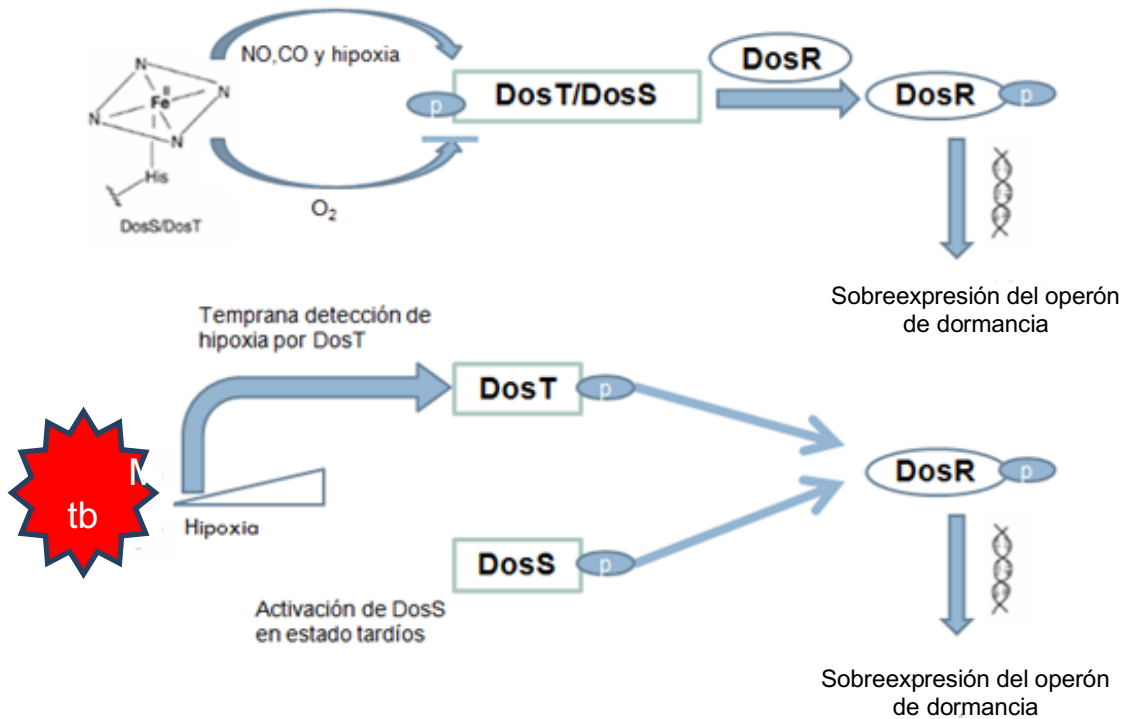 NO,CO y hipoxia
DosR
N
II
Fe
N
N
N
His
DosS/DosT
p
DosT/DosS
DosR
p
O₂
Sobreexpresión del operón
de dormancia
Temprana detección de
hipoxia por DosT
DosT
p
M
tb
Hipoxia
DosR
p
DosS
p
Activación de DosS
en estado tardíos
Sobreexpresión del operón
de dormancia